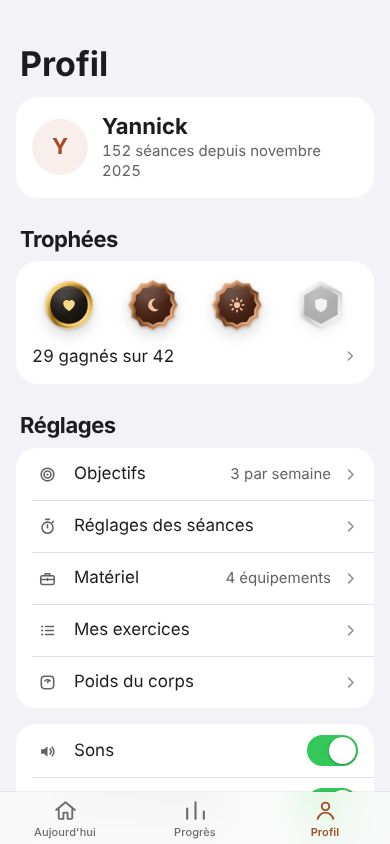 Profil
Y
Yannick
152 séances depuis novembre
2025
Trophées
29 gagnés sur 42
Réglages
Objectifs 3 par semaine
Réglages des séances
Matériel 4 équipements
Mes exercices
Poids du corps
Sons
Aujourd'hui Progrès Profil